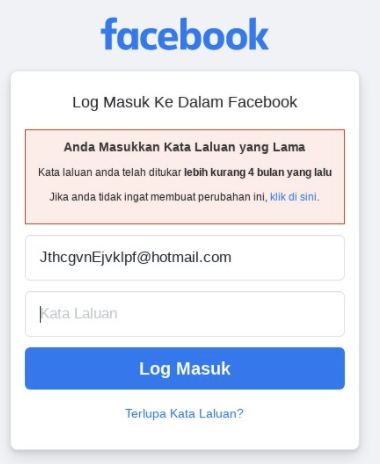 facebook
Log Masuk Ke Dalam Facebook
Anda Masukkan Kata Laluan yang Lama
Kata laluan anda telah ditukar lebih kurang 4 bulan yang lalu
Jika anda tidak ingat membuat perubahan ini, klik di sini.
JthcgvnEjvklpf@hotmail.com
Kata Laluan
Log Masuk
Terlupa Kata Laluan?